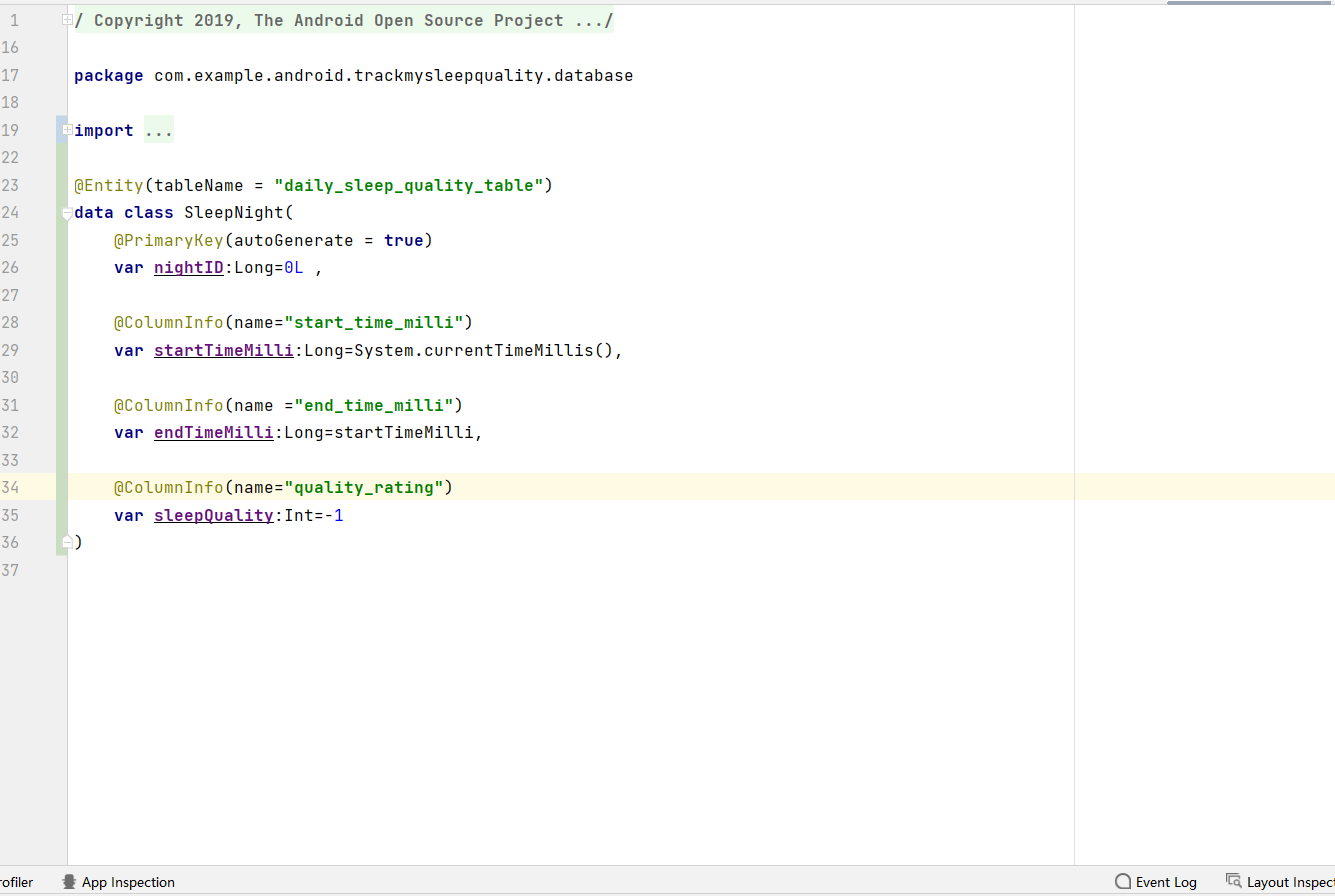 1 / Copyright 2019, The Android Open Source Project .../
16
17 package com.example.android.trackmysleepquality.database
18
19 import ...
22
23 @Entity(tableName = "daily_sleep_quality_table")
24 data class SleepNight(
25 @PrimaryKey(autoGenerate = true)
26 var nightID:Long=0L ,
27
28 @ColumnInfo(name="start_time_milli")
29 var startTimeMilli:Long=System.currentTimeMillis(),
30
31 @ColumnInfo(name ="end_time_milli")
32 var endTimeMilli:Long=startTimeMilli,
33
34 @ColumnInfo(name="quality_rating")
35 var sleepQuality:Int=-1
36 )
37
rofiler App Inspection Event Log Layout Inspect